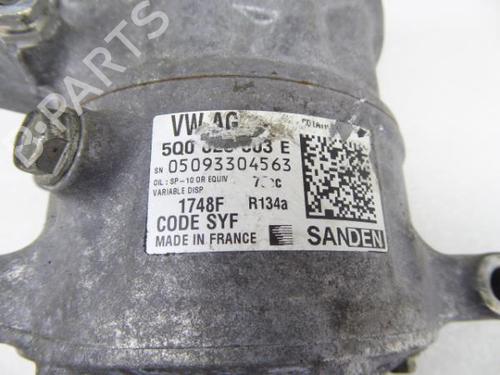 VW AG
5Q0 E
SN 05093304563
OIL : SP-10 OR EQUIV
VARIABLE DISP
1748F R134a
CODE SYF
MADE IN FRANCE SANDEN